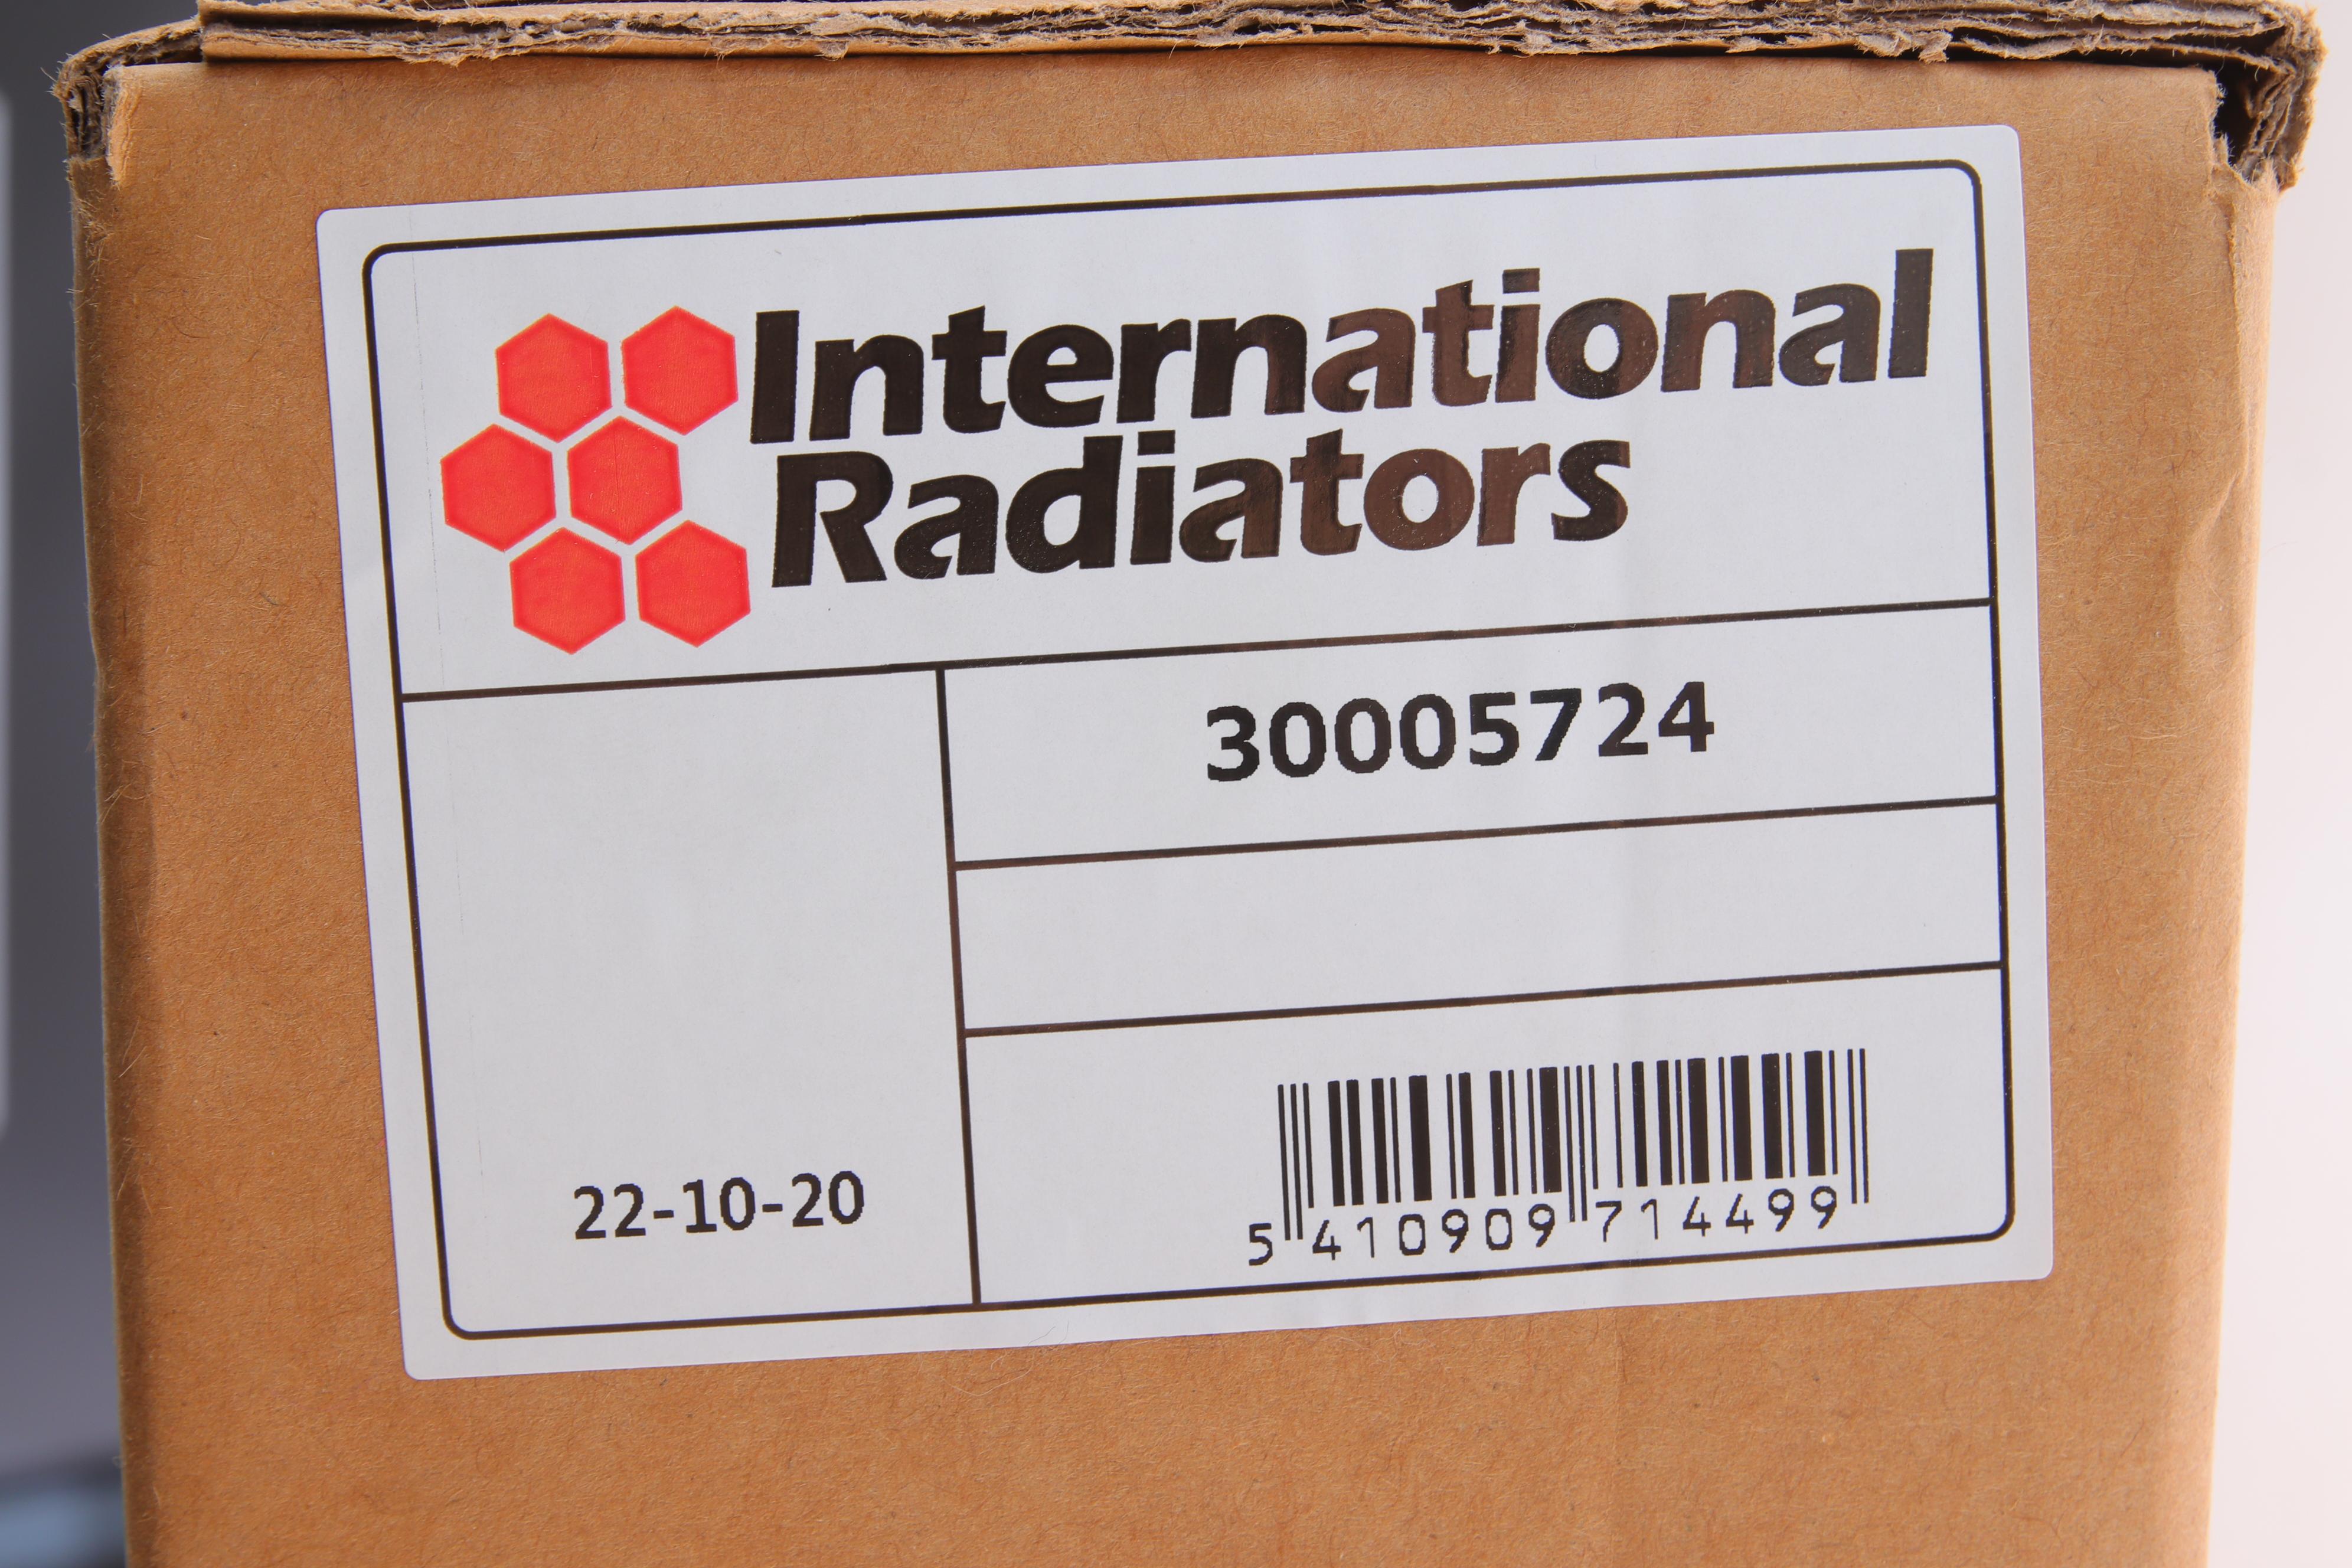 International
Radiators
30005724
22-10-20
5 410909 714499